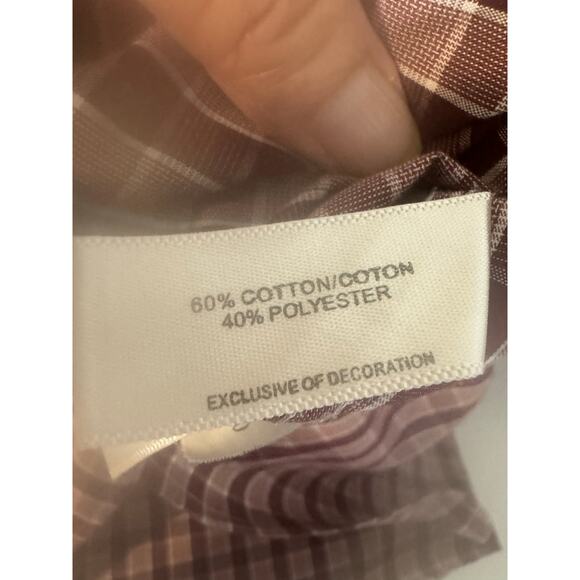 60% COTTON/COTON
40% POLYESTER
EXCLUSIVE OF DECORATION